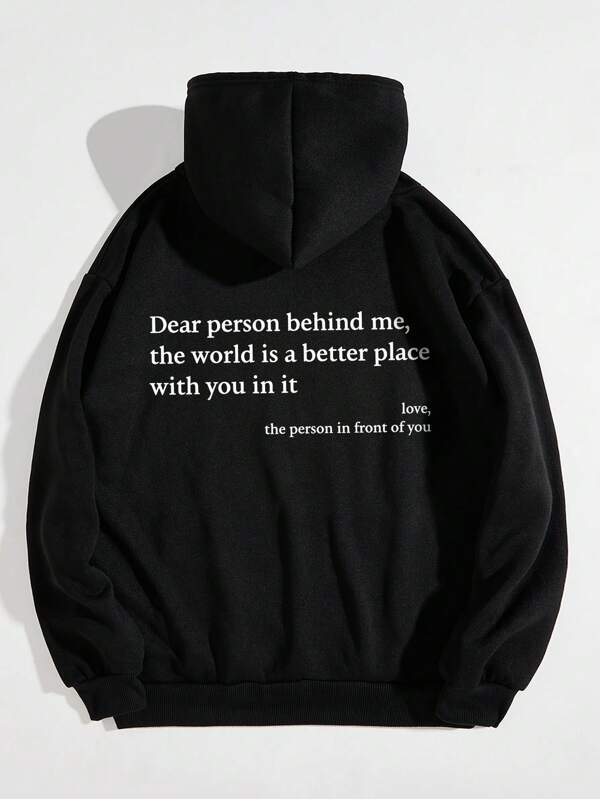 Dear person behind me,
the world is a better place
with you in it
love,
the person in front of you